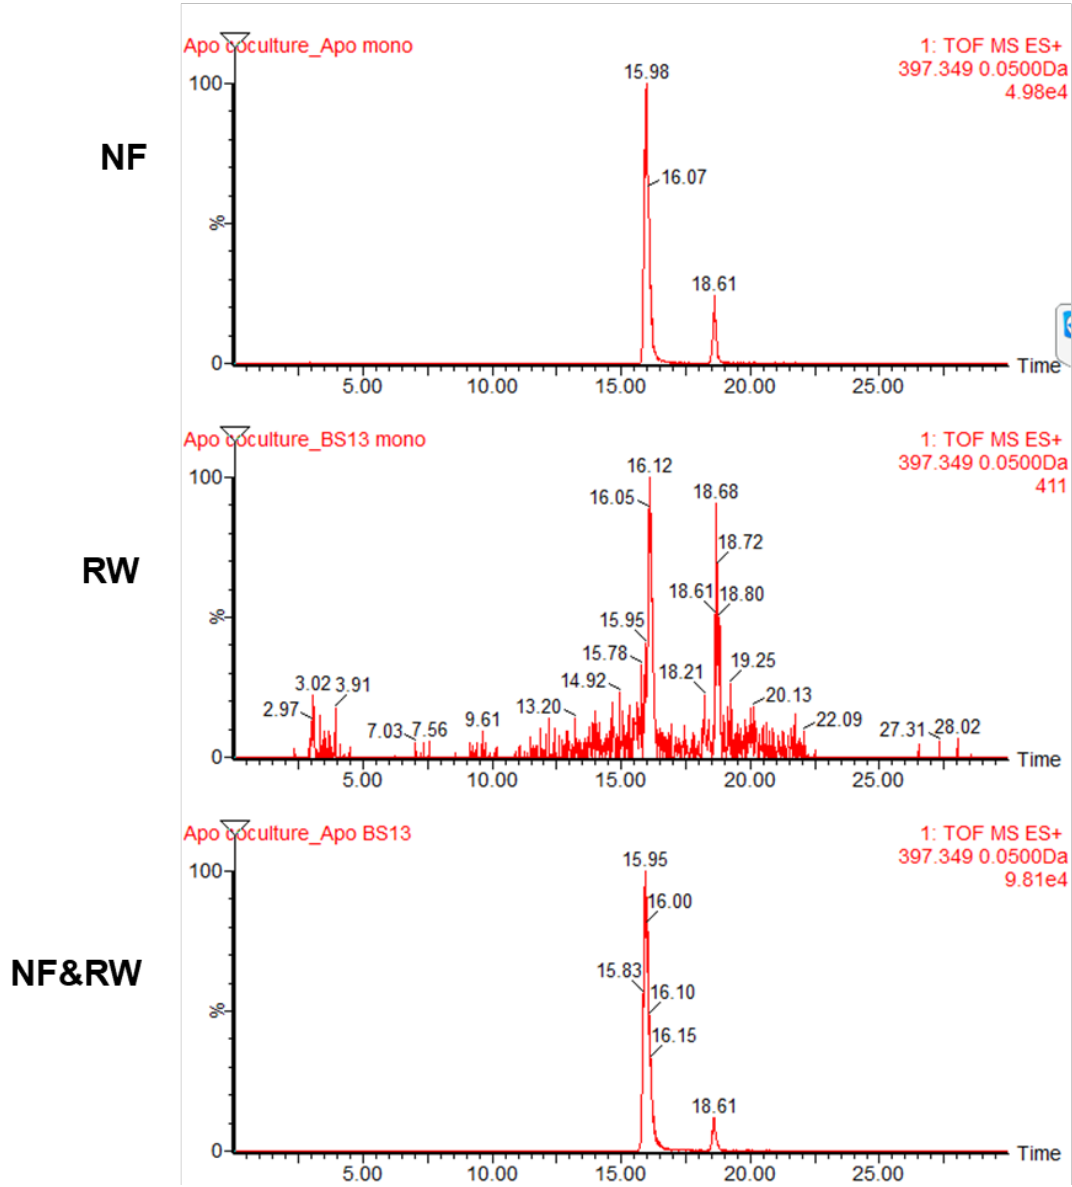 Apo coculture_Apo mono
1: TOF MS ES+
397.349 0.0500Da
4.98e4
NF
100
%
0
15.98
16.07
18.61
5.00 10.00 15.00 20.00 25.00
Time
Apo coculture_BS13 mono
1: TOF MS ES+
397.349 0.0500Da
411
RW
100
%
0
16.12
16.05
18.68
18.72
18.61
18.80
15.95
15.78
18.21
19.25
14.92
3.02
3.91
2.97
13.20
20.13
7.03
7.56
9.61
22.09
27.31
28.02
5.00 10.00 15.00 20.00 25.00
Time
Apo coculture_Apo BS13
1: TOF MS ES+
397.349 0.0500Da
9.81e4
NF&RW
100
%
0
15.95
16.00
15.83
16.10
16.15
18.61
5.00 10.00 15.00 20.00 25.00
Time